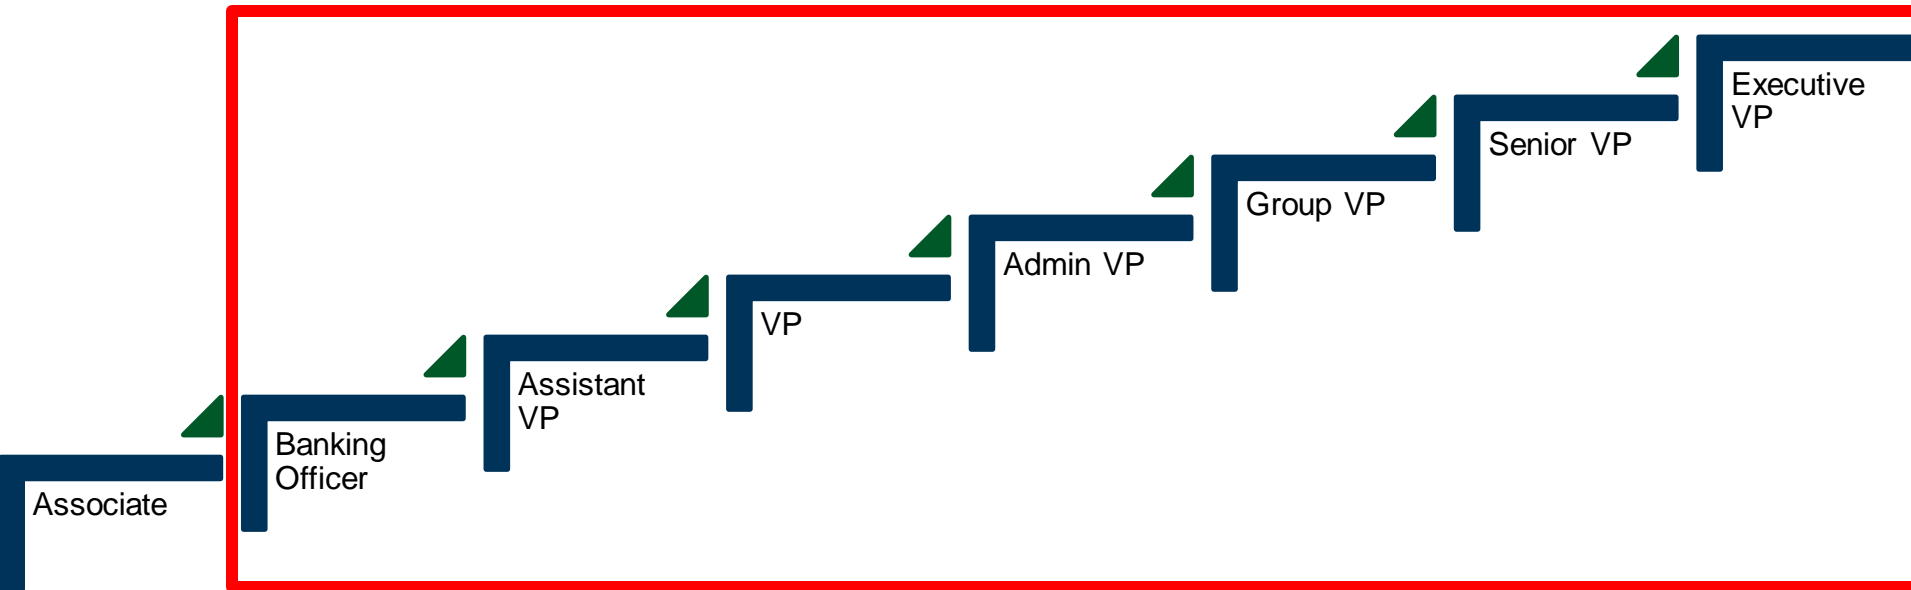 Associate
Banking
Officer
Assistant
VP
VP
Admin VP
Group VP
Senior VP
Executive
VP